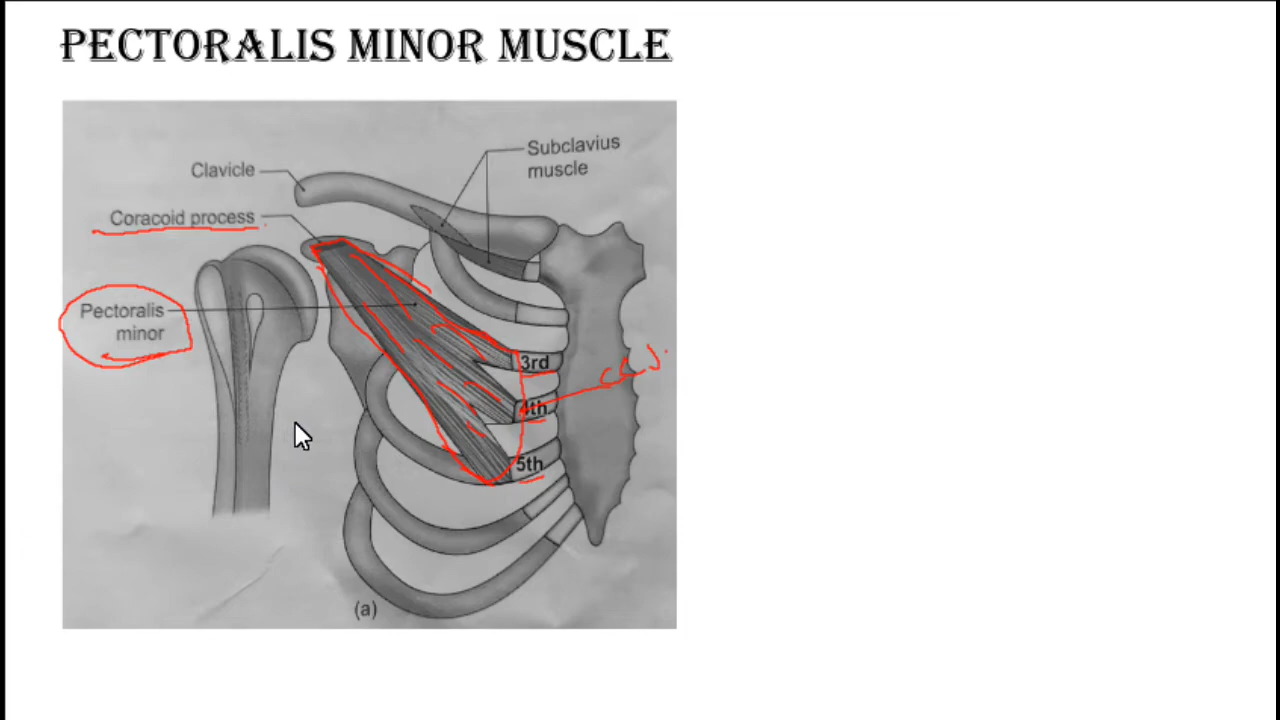 PECTORALIS MINOR MUSCLE
Subclavius
muscle
Clavicle
Coracoid process
Pectoralis
minor
3rd
4th
5th
(a)